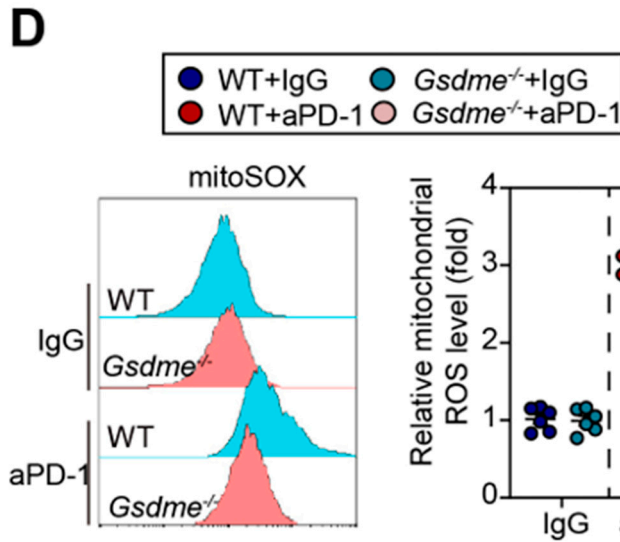 D
WT+IgG
Gsdme-/-+IgG
WT+aPD-1
Gsdme-/-+aPD-1
mitoSOX
IgG
WT
Gsdme-/-
aPD-1
WT
Gsdme-/-
Relative mitochondrial
ROS level (fold)
4
3
2
1
0
IgG